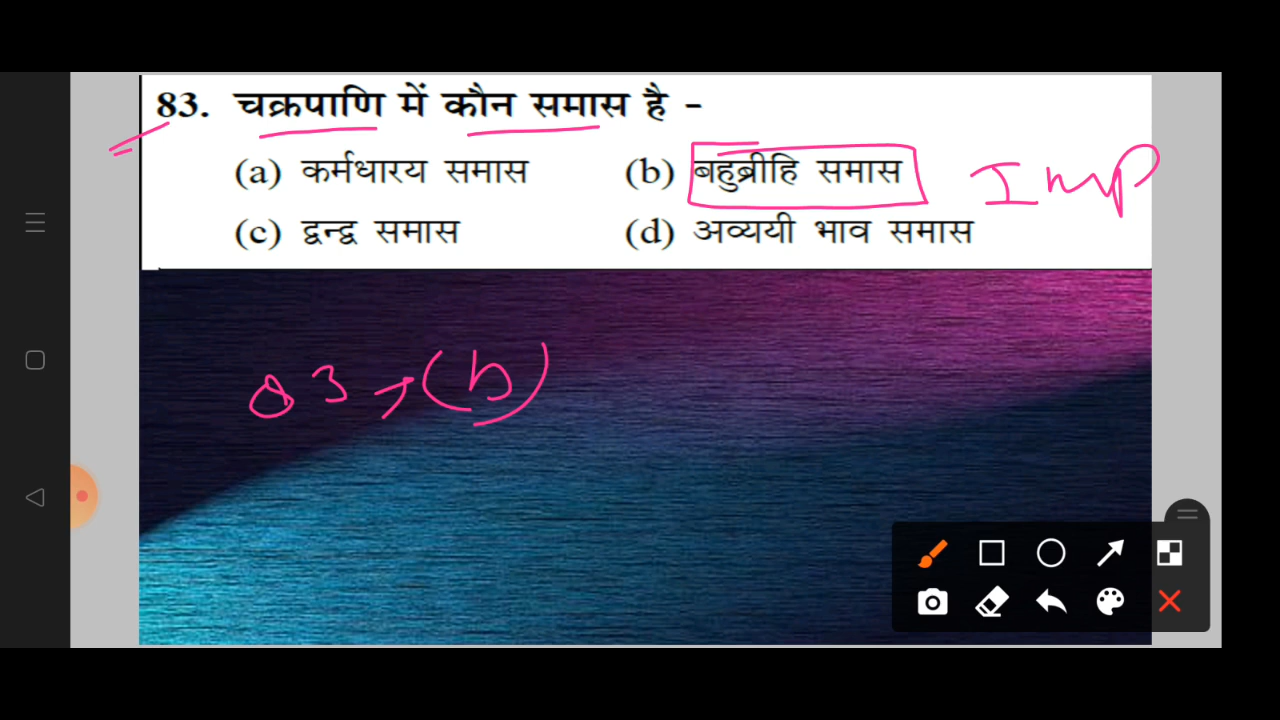 83. चक्रपाणि में कौन समास है -
(a) कर्मधारय समास (b) बहुब्रीहि समास Imp
(c) द्वन्द्व समास (d) अव्ययी भाव समास
83 → (b)